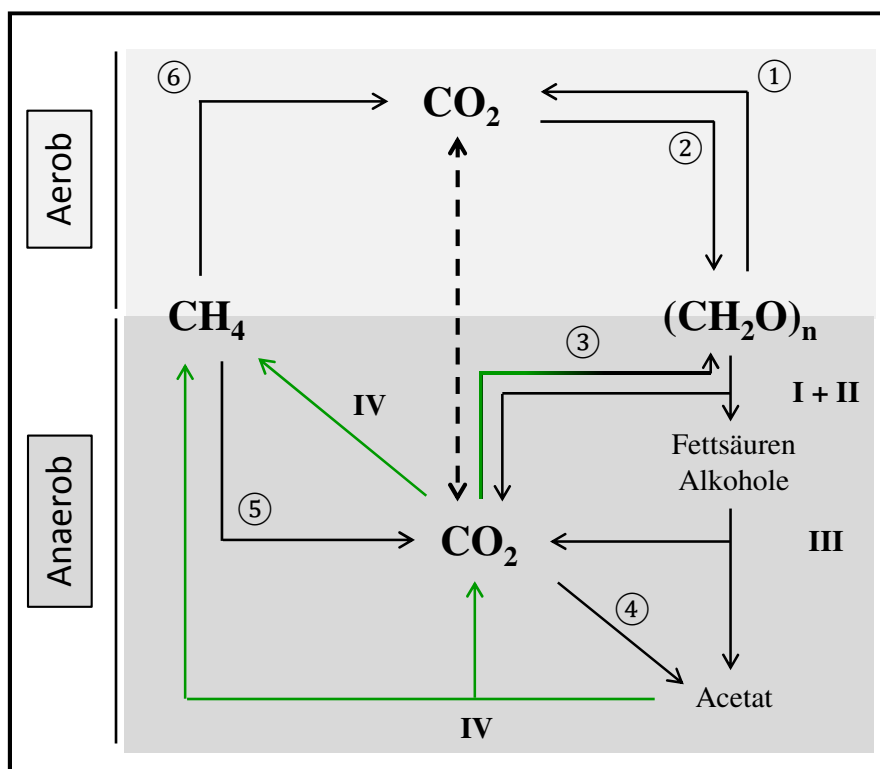 ⑥
①
CO₂
②
Aerob
CH₄
(CH₂O)ₙ
③
I + II
IV
Fettsäuren
Alkohole
Anaerob
⑤
CO₂
III
④
Acetat
IV